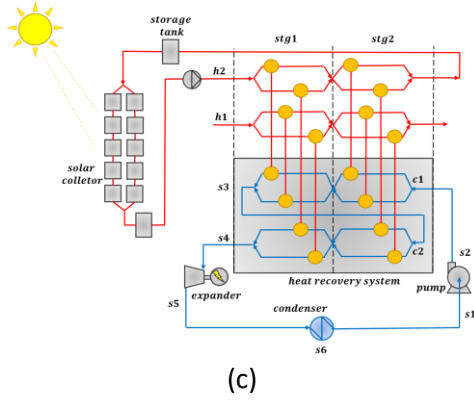 storage
tank
stg1
stg2
h2
h1
solar
colletor
s3
c1
s4
c2
s2
heat recovery system
expander
pump
s5
condenser
s1
s6
(c)